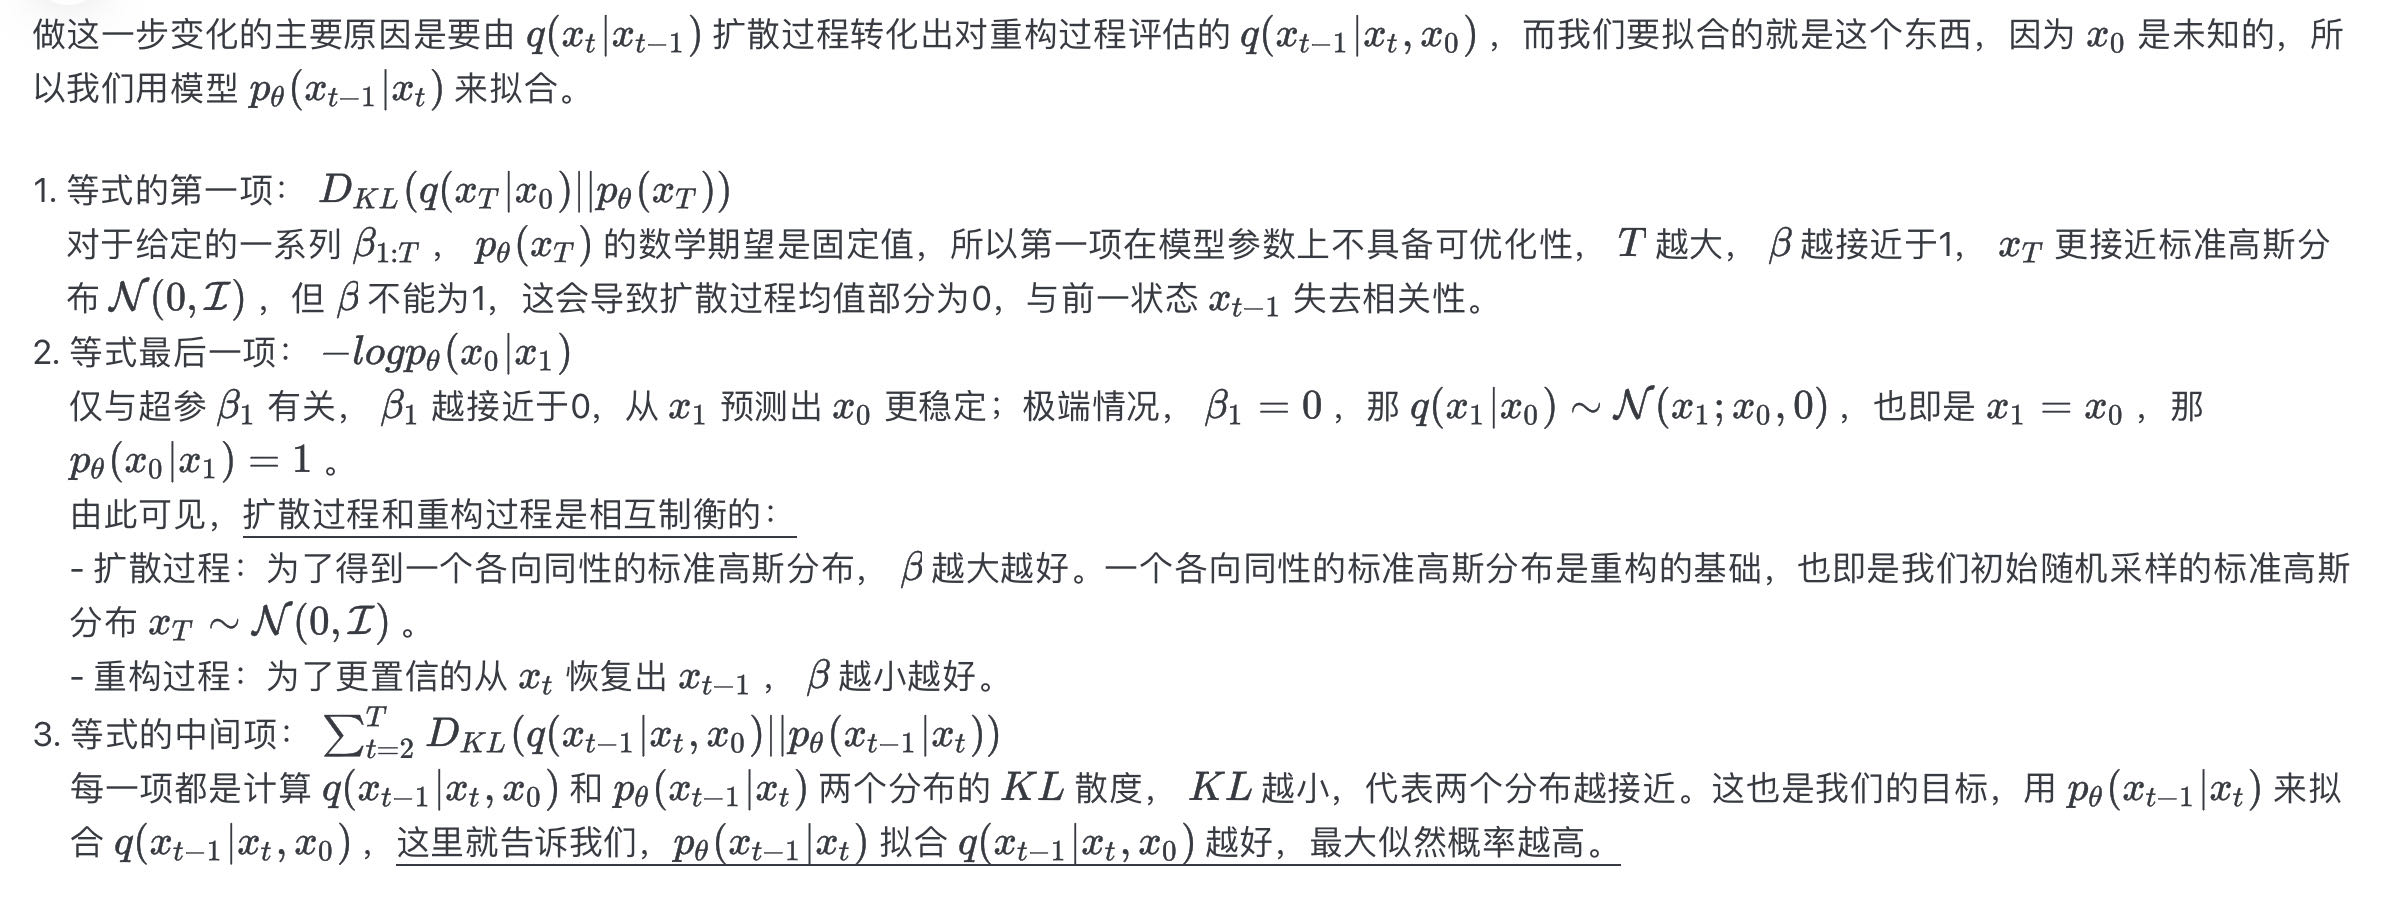 做这一步变化的主要原因是要由 $q(x_t|x_{t-1})$ 扩散过程转化出对重构过程评估的 $q(x_{t-1}|x_t, x_0)$ ，而我们要拟合的就是这个东西，因为 $x_0$ 是未知的，所
以我们用模型 $p_\theta(x_{t-1}|x_t)$ 来拟合。
1. 等式的第一项： $D_{KL}(q(x_T|x_0)||p_\theta(x_T))$
对于给定的一系列 $\beta_{1:T}$ ， $p_\theta(x_T)$ 的数学期望是固定值，所以第一项在模型参数上不具备可优化性， $T$ 越大， $\beta$ 越接近于1， $x_T$ 更接近标准高斯分
布 $\mathcal{N}(0, \mathcal{I})$ ，但 $\beta$ 不能为1，这会导致扩散过程均值部分为0，与前一状态 $x_{t-1}$ 失去相关性。
2. 等式最后一项： $-logp_\theta(x_0|x_1)$
仅与超参 $\beta_1$ 有关， $\beta_1$ 越接近于0，从 $x_1$ 预测出 $x_0$ 更稳定；极端情况， $\beta_1 = 0$ ，那 $q(x_1|x_0) \sim \mathcal{N}(x_1; x_0, 0)$ ，也即是 $x_1 = x_0$ ，那
$p_\theta(x_0|x_1) = 1$ 。
由此可见，扩散过程和重构过程是相互制衡的：
- 扩散过程：为了得到一个各向同性的标准高斯分布， $\beta$ 越大越好。一个各向同性的标准高斯分布是重构的基础，也即是我们初始随机采样的标准高斯
分布 $x_T \sim \mathcal{N}(0, \mathcal{I})$ 。
- 重构过程：为了更置信的从 $x_t$ 恢复出 $x_{t-1}$ ， $\beta$ 越小越好。
3. 等式的中间项： $\sum_{t=2}^{T} D_{KL}(q(x_{t-1}|x_t, x_0)||p_\theta(x_{t-1}|x_t))$
每一项都是计算 $q(x_{t-1}|x_t, x_0)$ 和 $p_\theta(x_{t-1}|x_t)$ 两个分布的 $KL$ 散度， $KL$ 越小，代表两个分布越接近。这也是我们的目标，用 $p_\theta(x_{t-1}|x_t)$ 来拟
合 $q(x_{t-1}|x_t, x_0)$ ，这里就告诉我们，$p_\theta(x_{t-1}|x_t)$ 拟合 $q(x_{t-1}|x_t, x_0)$ 越好，最大似然概率越高。